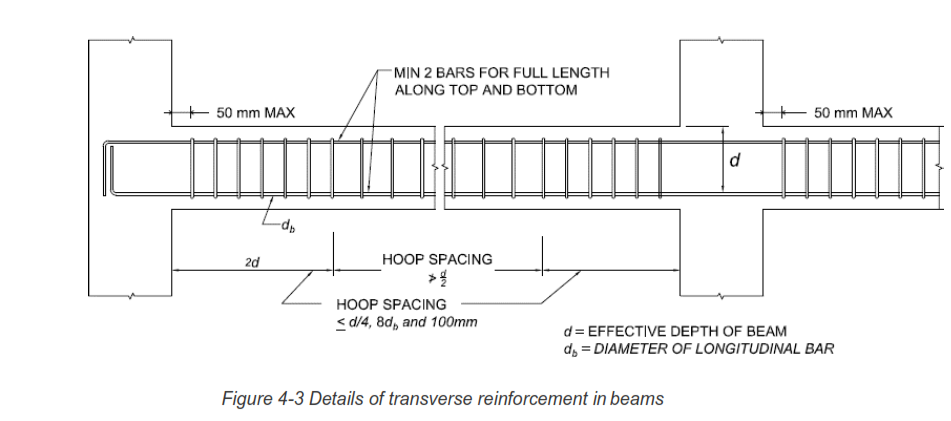 MIN 2 BARS FOR FULL LENGTH
ALONG TOP AND BOTTOM
50 mm MAX
50 mm MAX
d
d_b
2d
HOOP SPACING
≯ d/2
HOOP SPACING
≤ d/4, 8d_b and 100mm
d = EFFECTIVE DEPTH OF BEAM
d_b = DIAMETER OF LONGITUDINAL BAR
Figure 4-3 Details of transverse reinforcement in beams